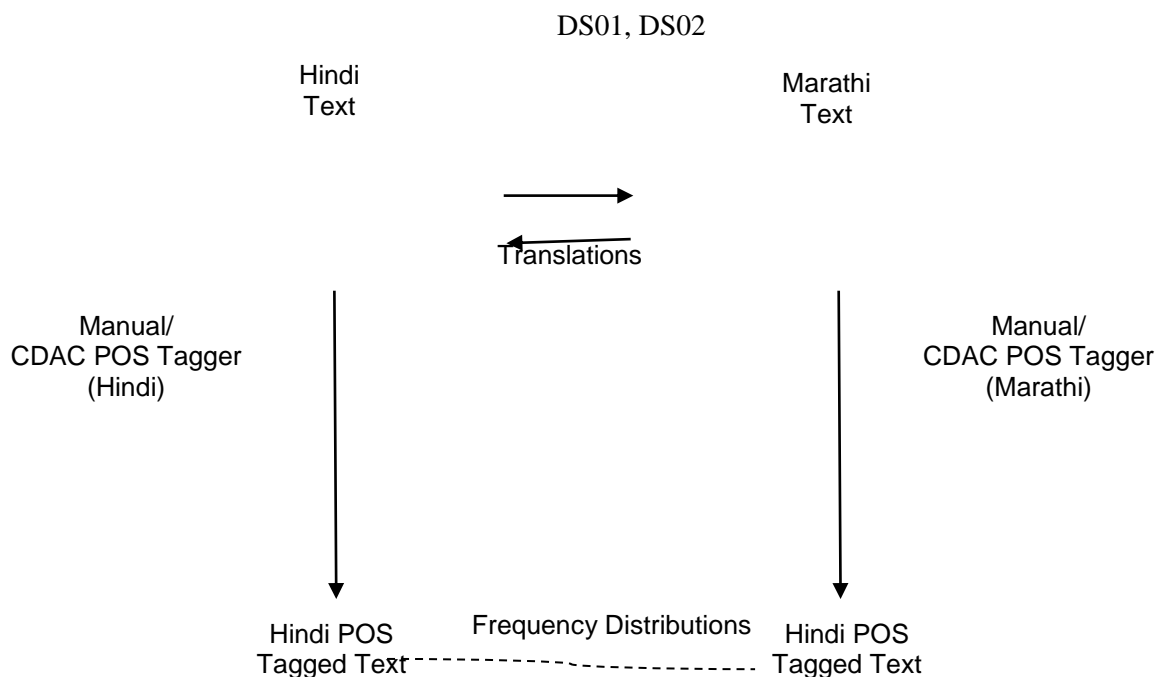 DS01, DS02
Hindi
Text
Marathi
Text
Translations
Manual/
CDAC POS Tagger
(Hindi)
Manual/
CDAC POS Tagger
(Marathi)
Hindi POS
Tagged Text
Frequency Distributions
Hindi POS
Tagged Text